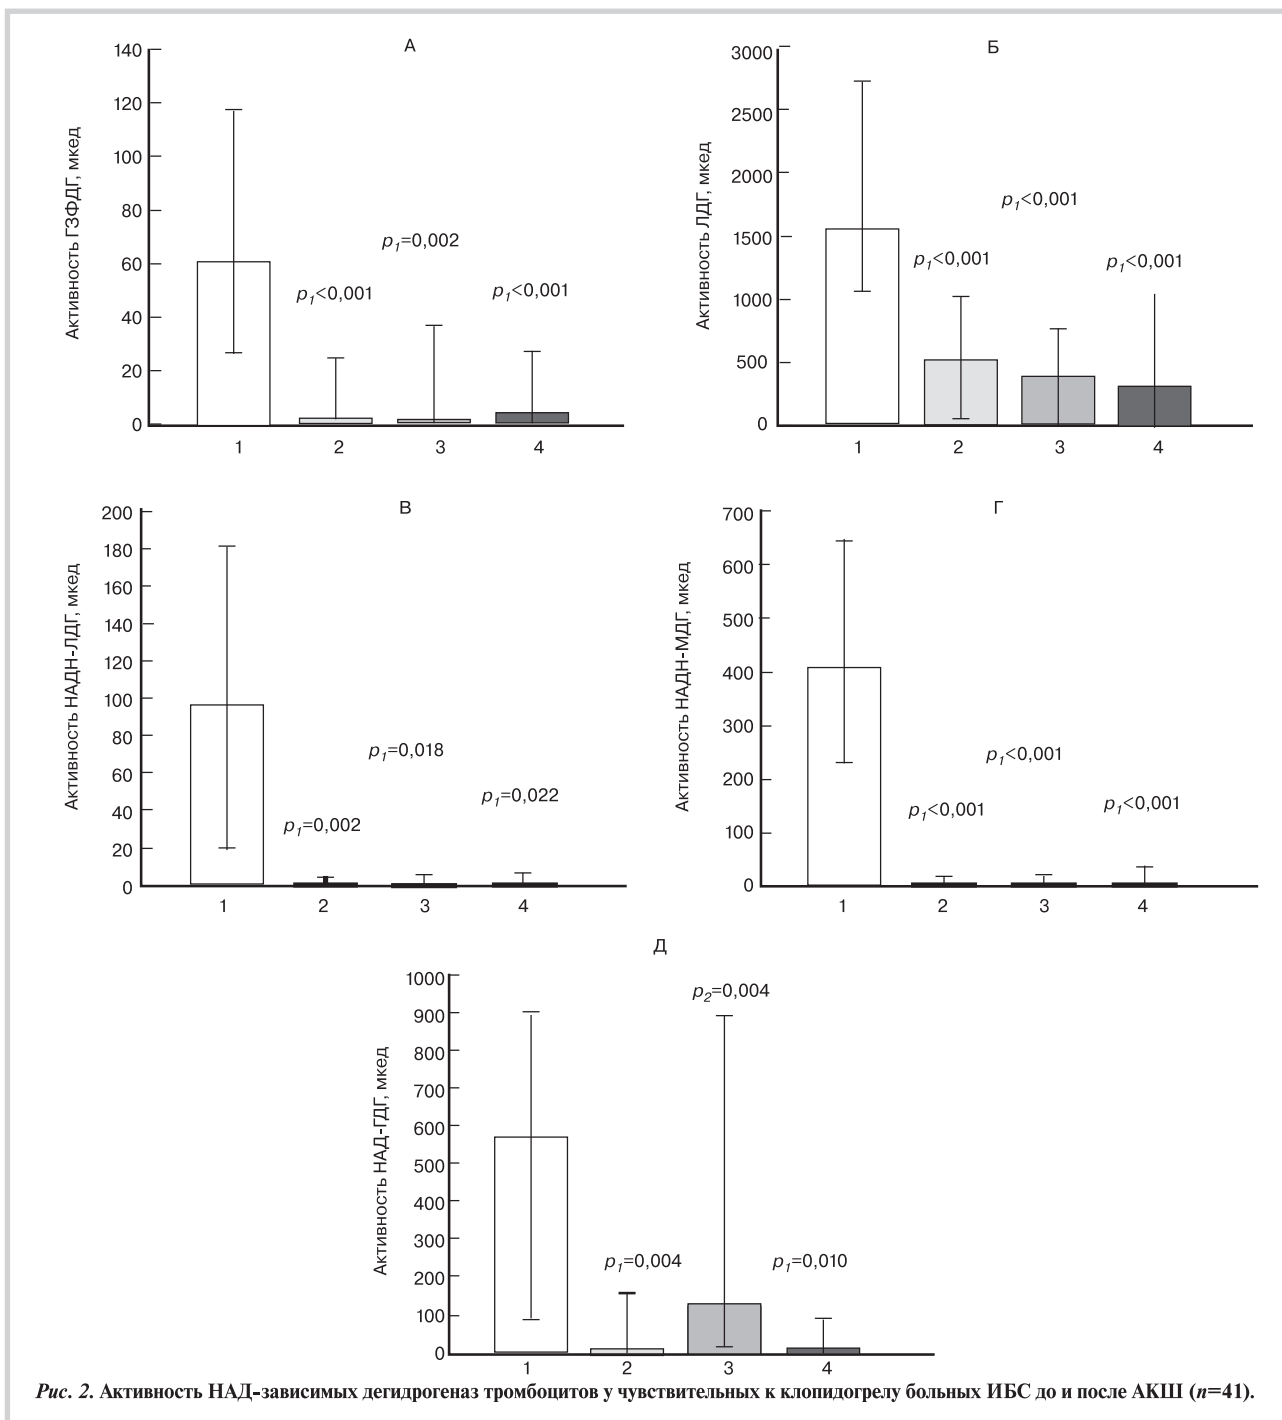 А
Активность ГЗФДГ, мкед
140
120
100
80
60
40
20
0
p1<0,001
p1=0,002
p1<0,001
1 2 3 4
Б
Активность ЛДГ, мкед
3000
2500
2000
1500
1000
500
0
p1<0,001
p1<0,001
p1<0,001
1 2 3 4
В
Активность НАДН-ЛДГ, мкед
200
180
160
140
120
100
80
60
40
20
0
p1=0,002
p1=0,018
p1=0,022
1 2 3 4
Г
Активность НАДН-МДГ, мкед
700
600
500
400
300
200
100
0
p1<0,001
p1<0,001
p1<0,001
1 2 3 4
Д
Активность НАД-ГДГ, мкед
1000
900
800
700
600
500
400
300
200
100
0
p1=0,004
p2=0,004
p1=0,010
1 2 3 4
Рис. 2. Активность НАД-зависимых дегидрогеназ тромбоцитов у чувствительных к клопидогрелу больных ИБС до и после АКШ (n=41).